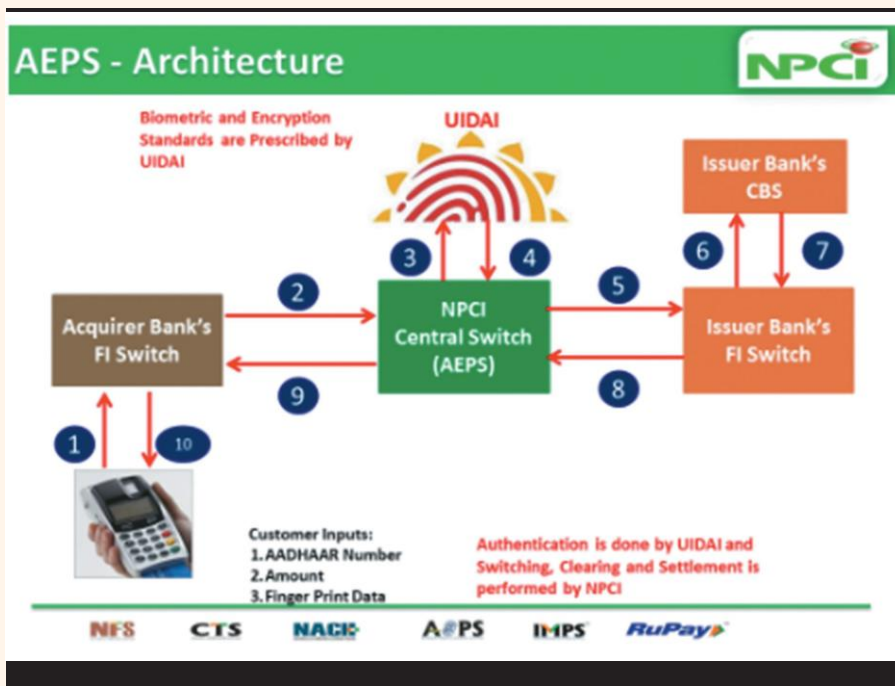 AEPS - Architecture
NPCI
Biometric and Encryption
Standards are Prescribed by
UIDAI
UIDAI
Issuer Bank's
CBS
3
4
6
7
2
5
Acquirer Bank's
FI Switch
NPCI
Central Switch
(AEPS)
Issuer Bank's
FI Switch
9
8
1
10
Customer Inputs:
1. AADHAAR Number
2. Amount
3. Finger Print Data
Authentication is done by UIDAI and
Switching, Clearing and Settlement is
performed by NPCI
NFS
CTS
NACH
AePS
IMPS
RuPay